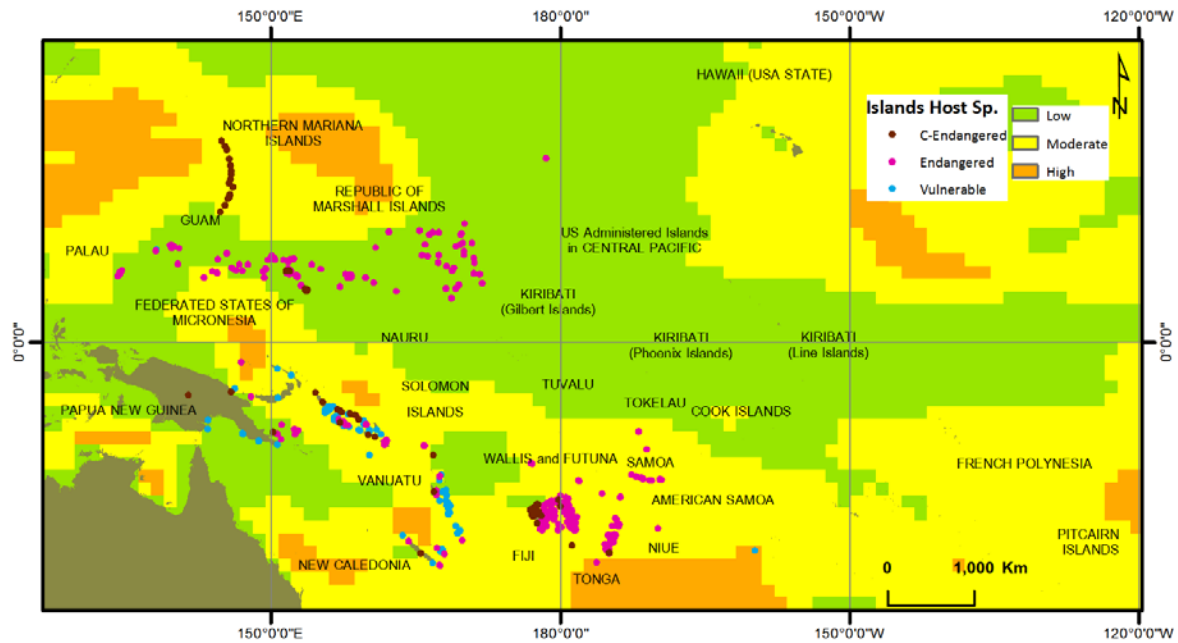 150°0'0"E
180°0'0"
150°0'0"W
120°0'0"W
HAWAII (USA STATE)
N
Islands Host Sp.
C-Endangered
Endangered
Vulnerable
Low
Moderate
High
NORTHERN MARIANA
ISLANDS
REPUBLIC OF
MARSHALL ISLANDS
GUAM
US Administered Islands
in CENTRAL PACIFIC
PALAU
KIRIBATI
(Gilbert Islands)
FEDERATED STATES OF
MICRONESIA
0°0'0"
NAURU
KIRIBATI
(Phoonix Islands)
KIRIBATI
(Line Islands)
0°0'0"
SOLOMON
ISLANDS
TUVALU
TOKELAU
COOK ISLANDS
PAPUA NEW GUINEA
WALLIS and FUTUNA
SAMOA
FRENCH POLYNESIA
VANUATU
AMERICAN SAMOA
PITCAIRN
ISLANDS
FIJI
NIUE
NEW CALEDONIA
TONGA
0
1,000 Km
150°0'0"E
180°0'0"
150°0'0"W
120°0'0"W